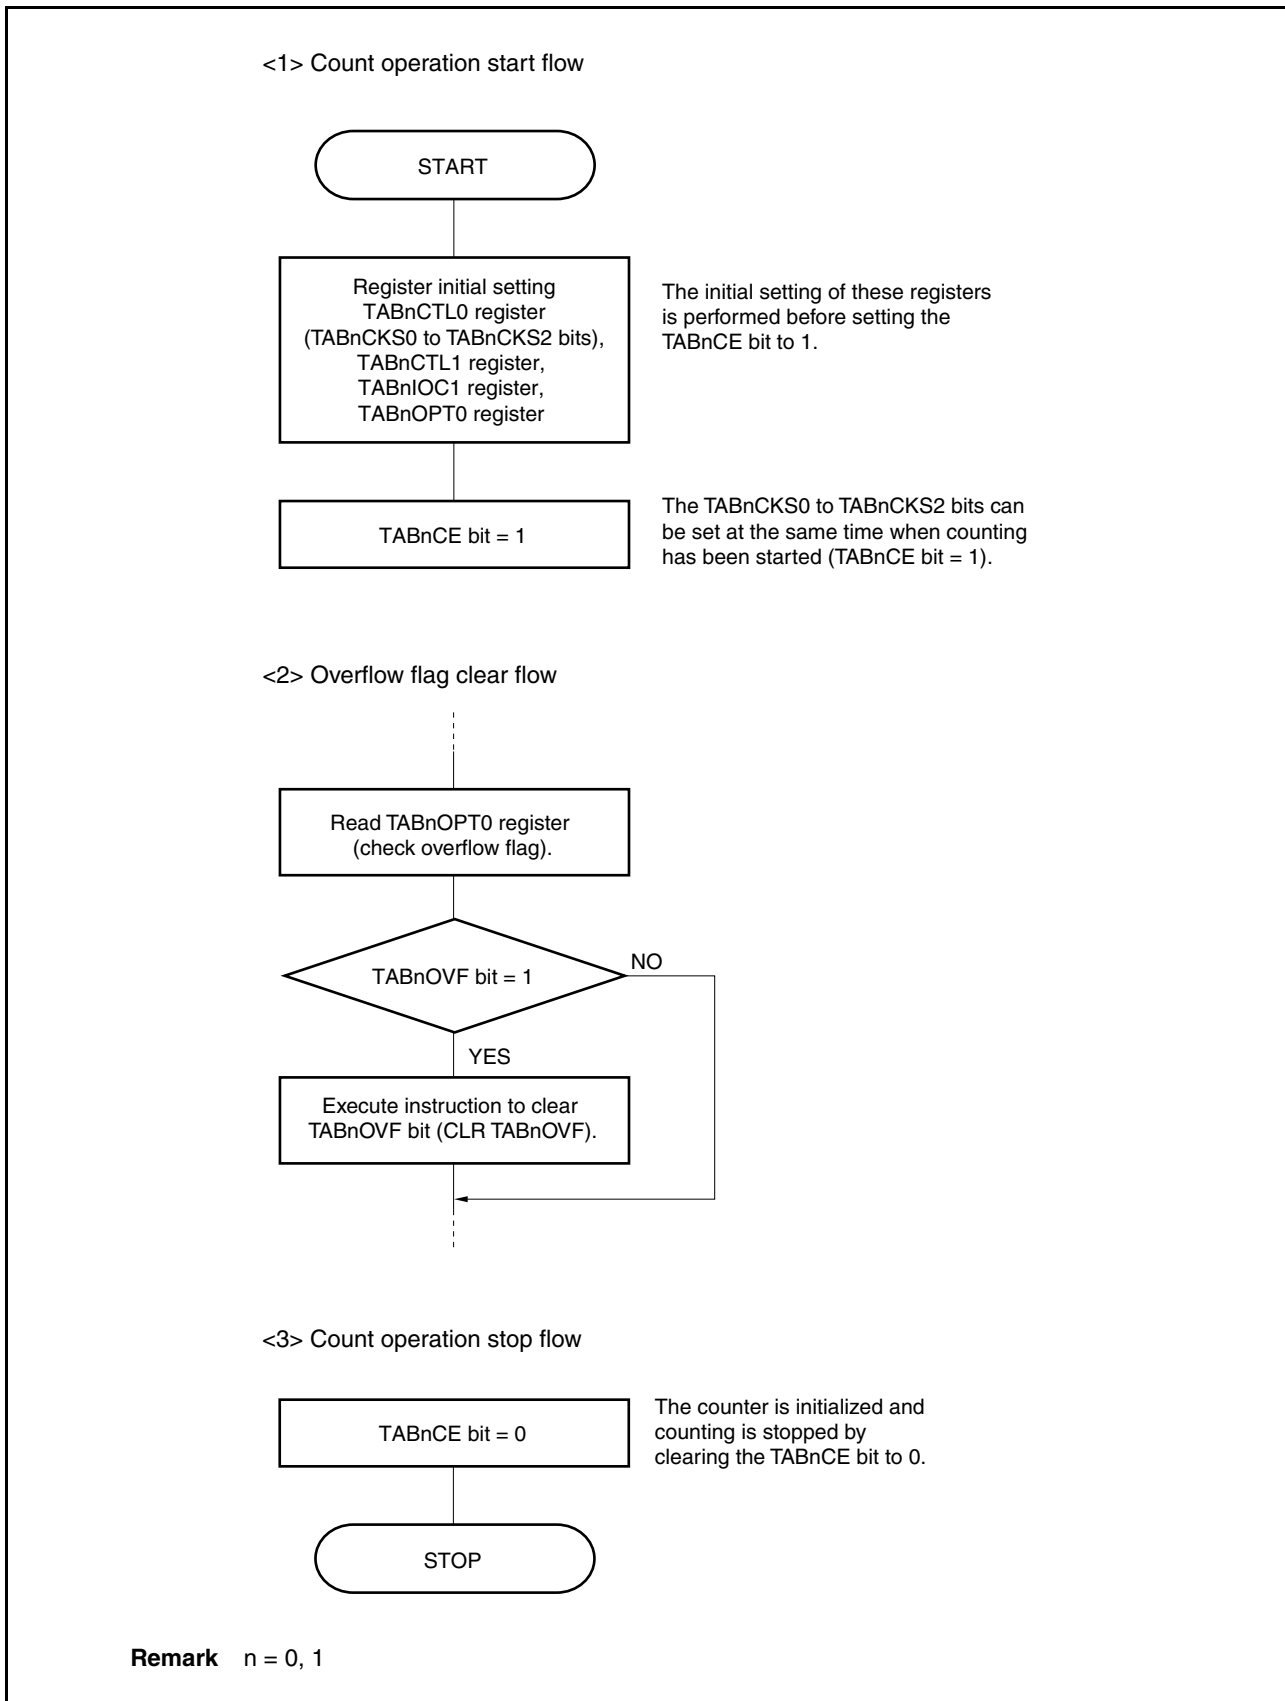 <1> Count operation start flow
START
Register initial setting
TABnCTL0 register
(TABnCKS0 to TABnCKS2 bits),
TABnCTL1 register,
TABnIOC1 register,
TABnOPT0 register
The initial setting of these registers
is performed before setting the
TABnCE bit to 1.
TABnCE bit = 1
The TABnCKS0 to TABnCKS2 bits can
be set at the same time when counting
has been started (TABnCE bit = 1).
<2> Overflow flag clear flow
Read TABnOPT0 register
(check overflow flag).
TABnOVF bit = 1
NO
YES
Execute instruction to clear
TABnOVF bit (CLR TABnOVF).
<3> Count operation stop flow
TABnCE bit = 0
The counter is initialized and
counting is stopped by
clearing the TABnCE bit to 0.
STOP
Remark n = 0, 1